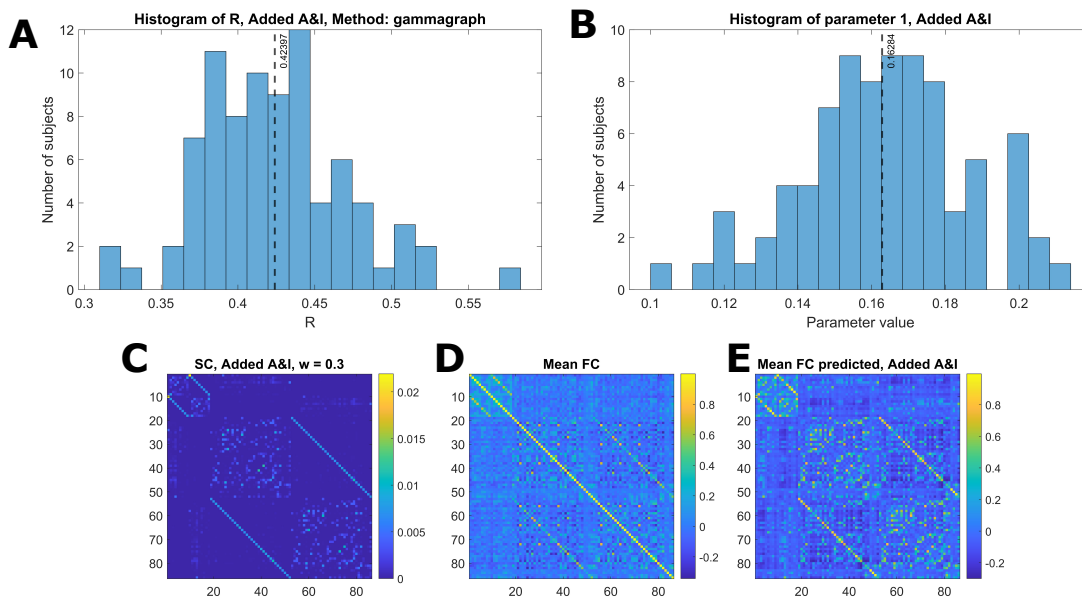 A
Histogram of R, Added A&I, Method: gammagraph
12
10
8
6
4
2
0
Number of subjects
0.42397
0.3 0.35 0.4 0.45 0.5 0.55
R
B
Histogram of parameter 1, Added A&I
10
8
6
4
2
0
Number of subjects
0.16284
0.1 0.12 0.14 0.16 0.18 0.2
Parameter value
C
SC, Added A&I, w = 0.3
10
20
30
40
50
60
70
80
20 40 60 80
0.02
0.015
0.01
0.005
0
D
Mean FC
10
20
30
40
50
60
70
80
20 40 60 80
0.8
0.6
0.4
0.2
0
-0.2
E
Mean FC predicted, Added A&I
10
20
30
40
50
60
70
80
20 40 60 80
0.8
0.6
0.4
0.2
0
-0.2